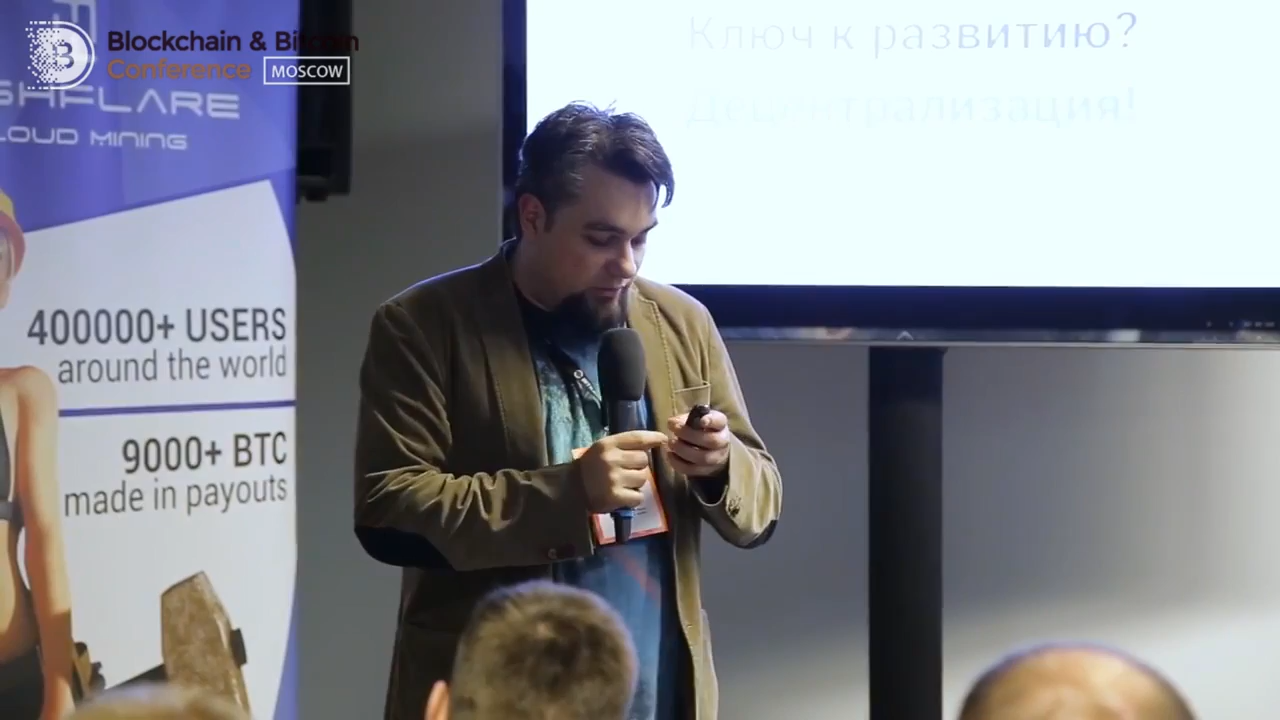 Blockchain & Bitcoin
Conference MOSCOW
SHFLARE
LOUD MINING
400000+ USERS
around the world
9000+ BTC
made in payouts
Ключ к развитию?
Децентрализация!